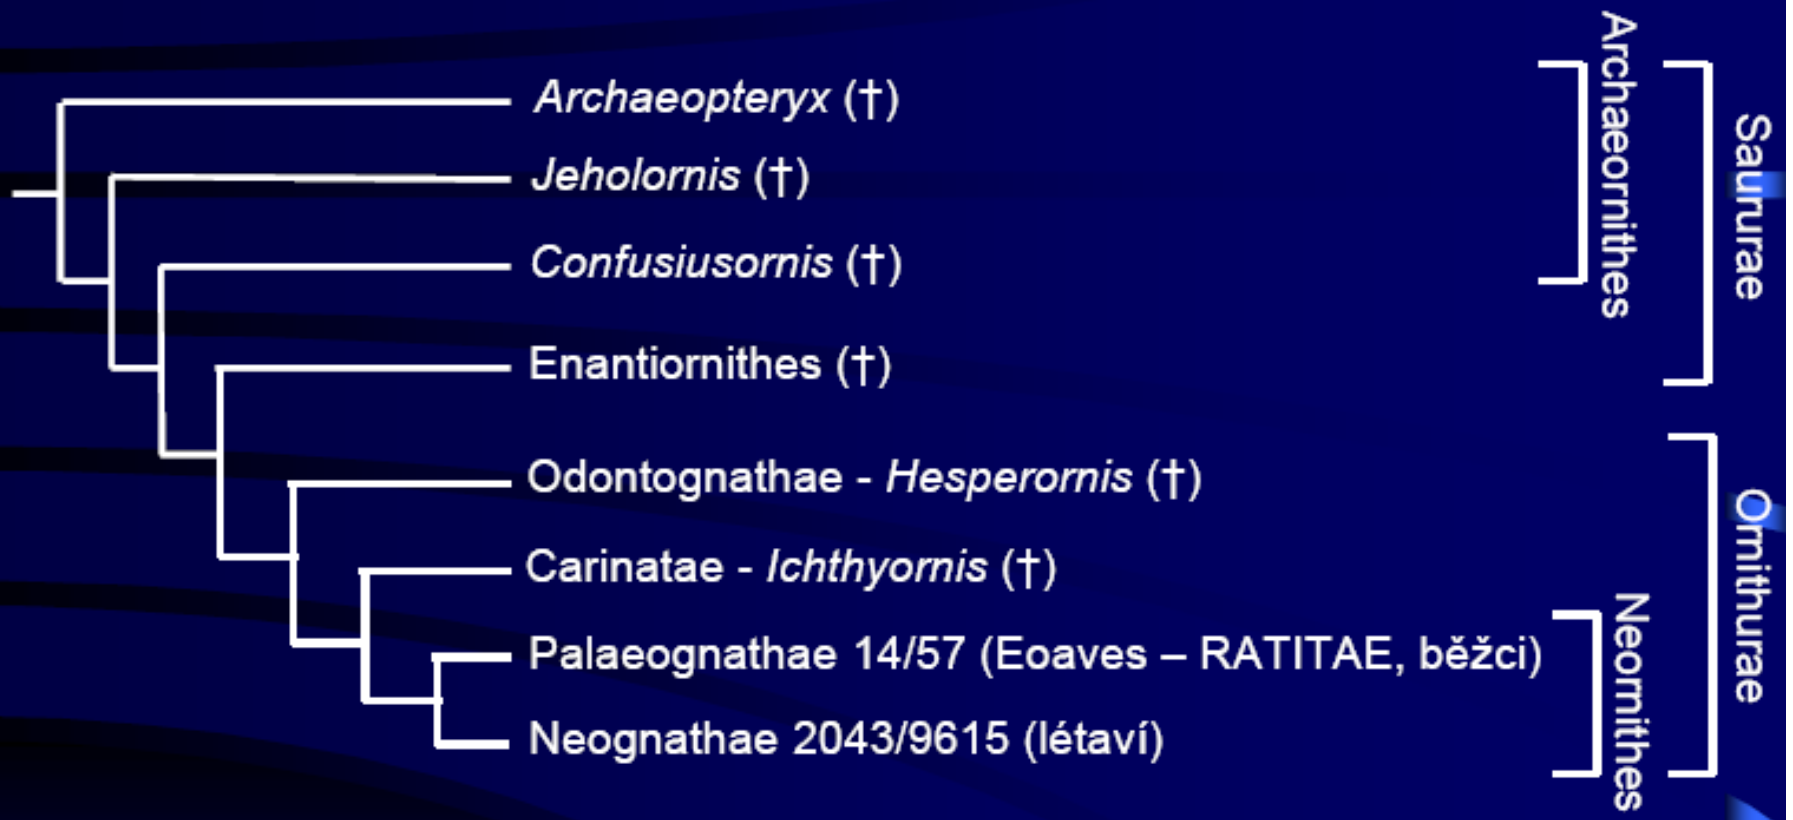 Archaeopteryx (†)
Jeholornis (†)
Confusiusornis (†)
Enantiornithes (†)
Odontognathae - Hesperornis (†)
Carinatae - Ichthyornis (†)
Palaeognathae 14/57 (Eoaves – RATITAE, běžci)
Neognathae 2043/9615 (létaví)
Archaeornithes
Saururae
Neornithes
Ornithurae